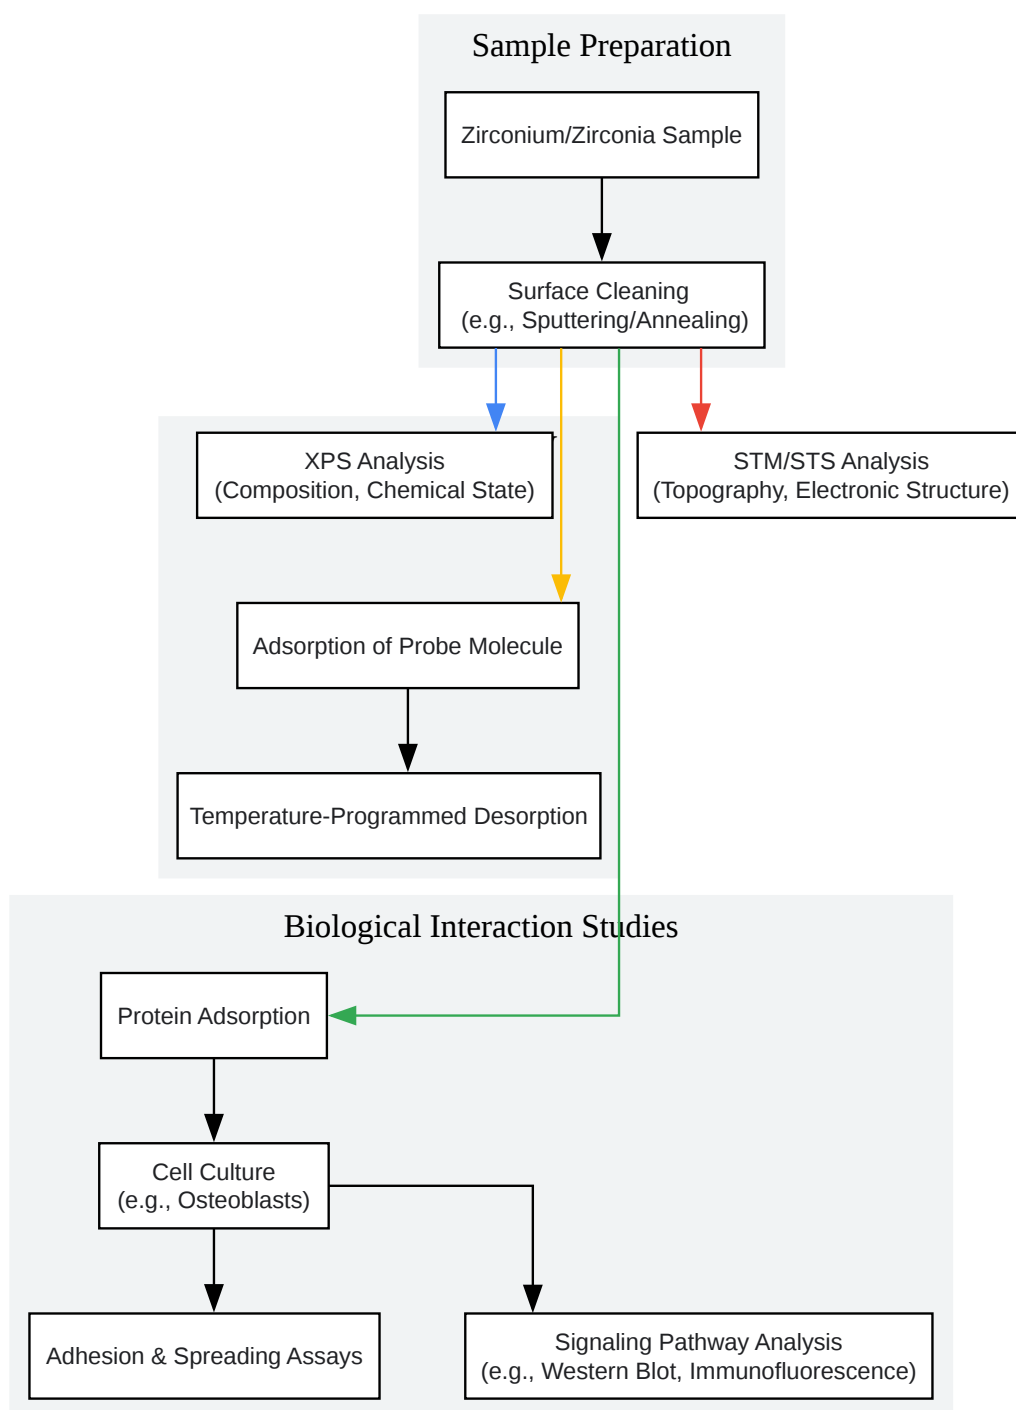 Sample Preparation
Zirconium/Zirconia Sample
Surface Cleaning
(e.g., Sputtering/Annealing)
XPS Analysis
(Composition, Chemical State)
STM/STS Analysis
(Topography, Electronic Structure)
Adsorption of Probe Molecule
Temperature-Programmed Desorption
Biological Interaction Studies
Protein Adsorption
Cell Culture
(e.g., Osteoblasts)
Adhesion & Spreading Assays
Signaling Pathway Analysis
(e.g., Western Blot, Immunofluorescence)